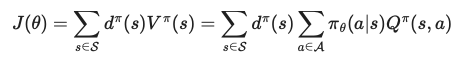 J(θ) = ∑_{s∈𝒮} d^π(s)V^π(s) = ∑_{s∈𝒮} d^π(s) ∑_{a∈𝒜} π_θ(a|s)Q^π(s, a)